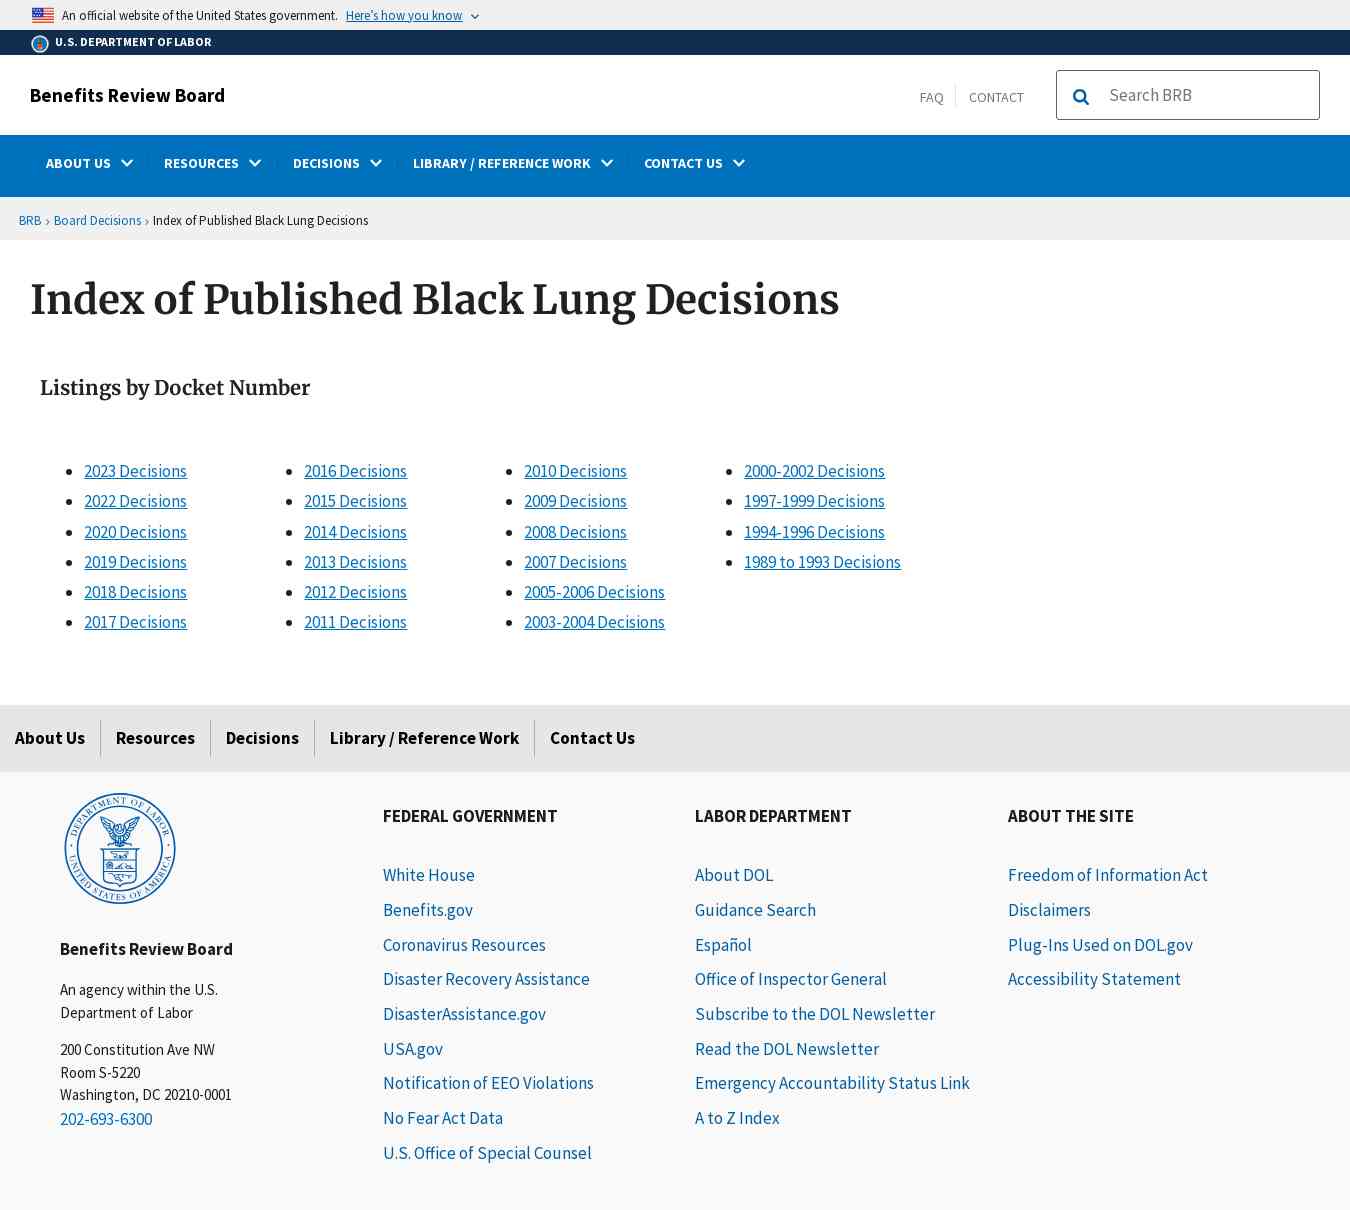 An official website of the United States government. Here's how you know
U.S. DEPARTMENT OF LABOR
Benefits Review Board
FAQ
CONTACT
Search BRB
ABOUT US
RESOURCES
DECISIONS
LIBRARY / REFERENCE WORK
CONTACT US
BRB › Board Decisions › Index of Published Black Lung Decisions
Index of Published Black Lung Decisions
Listings by Docket Number
2023 Decisions
2022 Decisions
2020 Decisions
2019 Decisions
2018 Decisions
2017 Decisions
2016 Decisions
2015 Decisions
2014 Decisions
2013 Decisions
2012 Decisions
2011 Decisions
2010 Decisions
2009 Decisions
2008 Decisions
2007 Decisions
2005-2006 Decisions
2003-2004 Decisions
2000-2002 Decisions
1997-1999 Decisions
1994-1996 Decisions
1989 to 1993 Decisions
About Us
Resources
Decisions
Library / Reference Work
Contact Us
DEPARTMENT OF LABOR
UNITED STATES OF AMERICA
Benefits Review Board
An agency within the U.S.
Department of Labor
200 Constitution Ave NW
Room S-5220
Washington, DC 20210-0001
202-693-6300
FEDERAL GOVERNMENT
White House
Benefits.gov
Coronavirus Resources
Disaster Recovery Assistance
DisasterAssistance.gov
USA.gov
Notification of EEO Violations
No Fear Act Data
U.S. Office of Special Counsel
LABOR DEPARTMENT
About DOL
Guidance Search
Español
Office of Inspector General
Subscribe to the DOL Newsletter
Read the DOL Newsletter
Emergency Accountability Status Link
A to Z Index
ABOUT THE SITE
Freedom of Information Act
Disclaimers
Plug-Ins Used on DOL.gov
Accessibility Statement